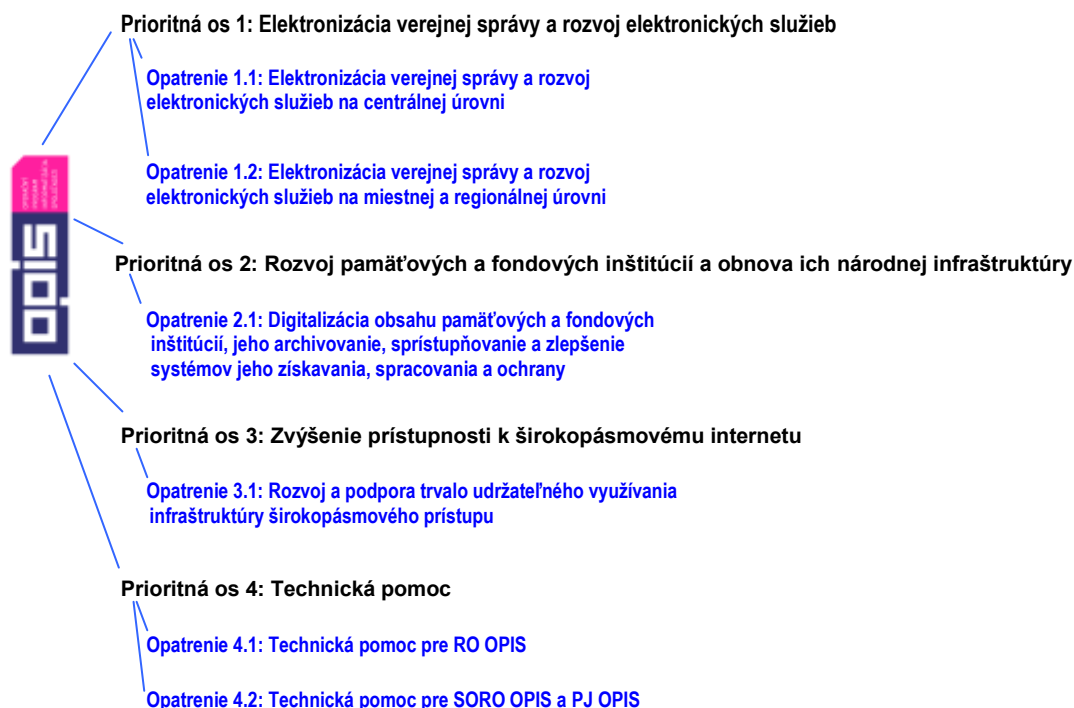 Prioritná os 1: Elektronizácia verejnej správy a rozvoj elektronických služieb
Opatrenie 1.1: Elektronizácia verejnej správy a rozvoj
elektronických služieb na centrálnej úrovni
Opatrenie 1.2: Elektronizácia verejnej správy a rozvoj
elektronických služieb na miestnej a regionálnej úrovni
opis
Prioritná os 2: Rozvoj pamäťových a fondových inštitúcií a obnova ich národnej infraštruktúry
Opatrenie 2.1: Digitalizácia obsahu pamäťových a fondových
inštitúcií, jeho archivovanie, sprístupňovanie a zlepšenie
systémov jeho získavania, spracovania a ochrany
Prioritná os 3: Zvýšenie prístupnosti k širokopásmovému internetu
Opatrenie 3.1: Rozvoj a podpora trvalo udržateľného využívania
infraštruktúry širokopásmového prístupu
Prioritná os 4: Technická pomoc
Opatrenie 4.1: Technická pomoc pre RO OPIS
Opatrenie 4.2: Technická pomoc pre SORO OPIS a PJ OPIS